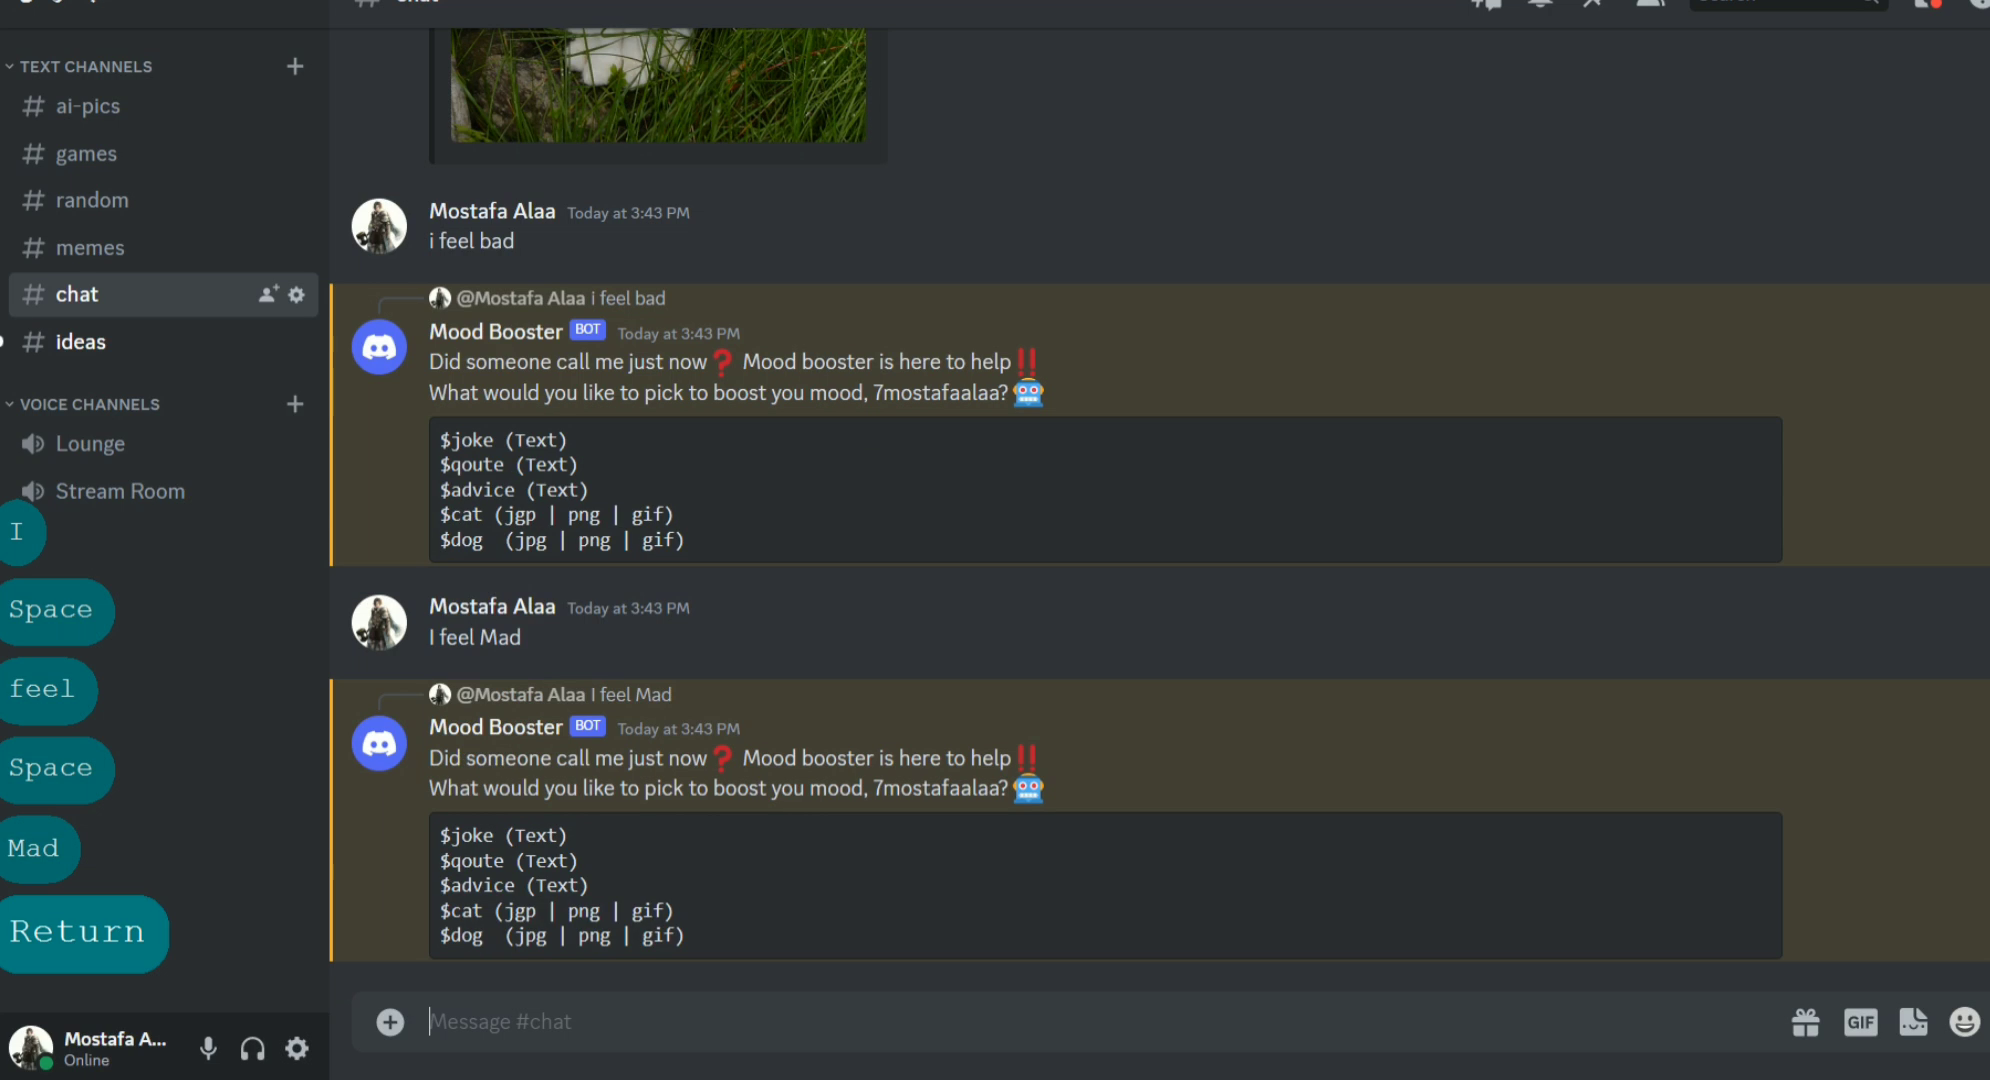 TEXT CHANNELS
ai-pics
games
random
memes
chat
ideas
VOICE CHANNELS
Lounge
Stream Room
I
Space
feel
Space
Mad
Return
Mostafa A...
Online
Mostafa Alaa Today at 3:43 PM
i feel bad
@Mostafa Alaa i feel bad
Mood Booster BOT Today at 3:43 PM
Did someone call me just now❓ Mood booster is here to help‼
What would you like to pick to boost you mood, 7mostafaalaa?🤖
$joke (Text)
$qoute (Text)
$advice (Text)
$cat (jgp | png | gif)
$dog  (jpg | png | gif)
Mostafa Alaa Today at 3:43 PM
I feel Mad
@Mostafa Alaa I feel Mad
Mood Booster BOT Today at 3:43 PM
Did someone call me just now❓ Mood booster is here to help‼
What would you like to pick to boost you mood, 7mostafaalaa?🤖
$joke (Text)
$qoute (Text)
$advice (Text)
$cat (jgp | png | gif)
$dog  (jpg | png | gif)
Message #chat
GIF